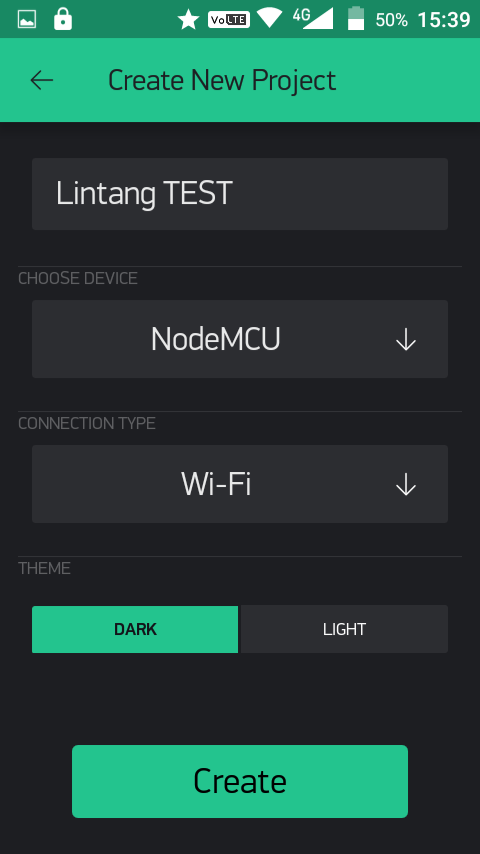 Vo LTE 4G 50% 15:39
Create New Project
Lintang TEST
CHOOSE DEVICE
NodeMCU
CONNECTION TYPE
Wi-Fi
THEME
DARK LIGHT
Create